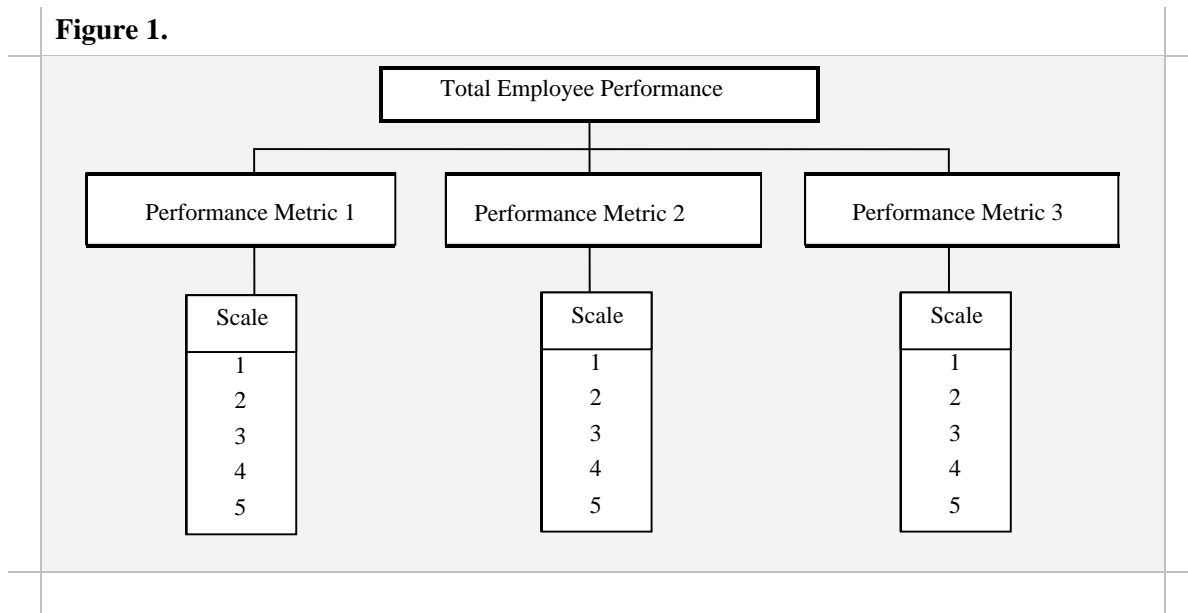 Figure 1.
Total Employee Performance
Performance Metric 1
Performance Metric 2
Performance Metric 3
Scale
1
2
3
4
5
Scale
1
2
3
4
5
Scale
1
2
3
4
5